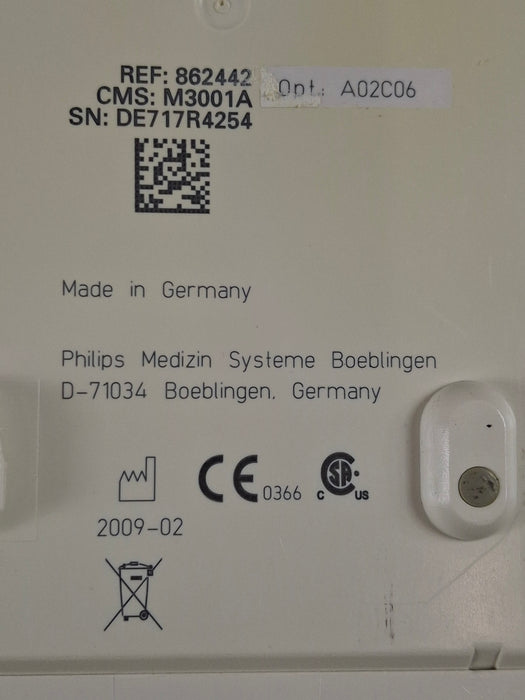 REF: 862442
Opt.: A02C06
CMS: M3001A
SN: DE717R4254
Made in Germany
Philips Medizin Systeme Boeblingen
D-71034 Boeblingen, Germany
CE 0366
C SA US
2009-02